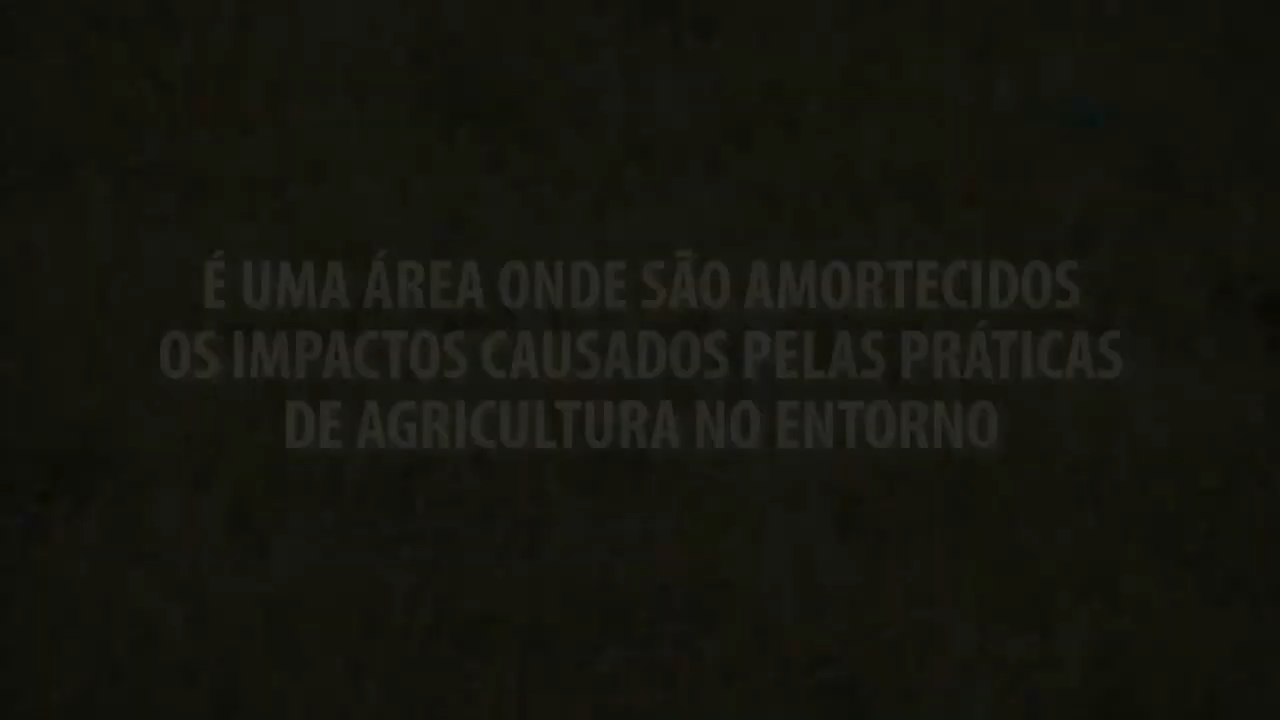 É UMA ÁREA ONDE SÃO AMORTECIDOS
OS IMPACTOS CAUSADOS PELAS PRÁTICAS
DE AGRICULTURA NO ENTORNO